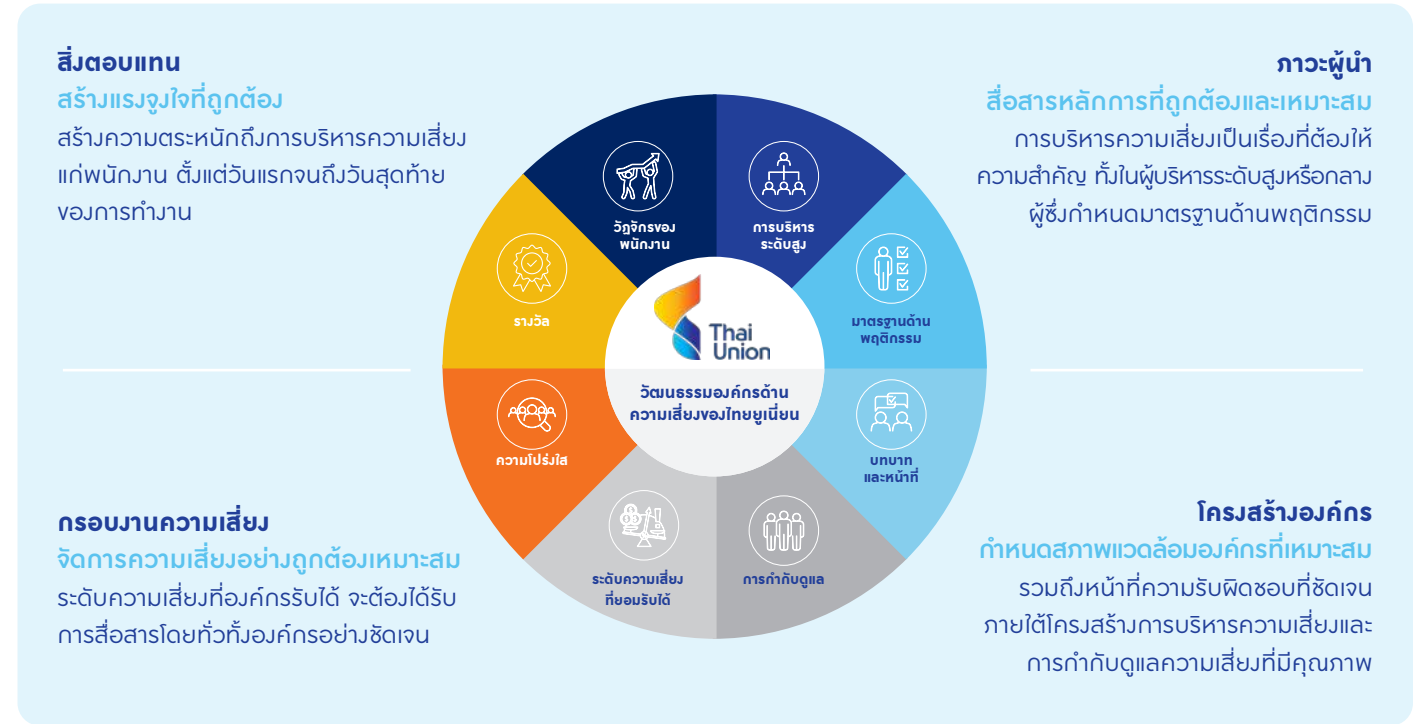 สิ่งตอบแทน
สร้างแรงจูงใจที่ถูกต้อง
สร้างความตระหนักถึงการบริหารความเสี่ยง
แก่พนักงาน ตั้งแต่วันแรกจนถึงวันสุดท้าย
ของการทำงาน
ภาวะผู้นำ
สื่อสารหลักการที่ถูกต้องและเหมาะสม
การบริหารความเสี่ยงเป็นเรื่องที่ต้องให้
ความสำคัญ ทั้งในผู้บริหารระดับสูงหรือกลาง
ผู้ซึ่งกำหนดมาตรฐานด้านพฤติกรรม
วัฏจักรของ
พนักงาน
การบริหาร
ระดับสูง
รางวัล
มาตรฐานด้าน
พฤติกรรม
Thai
Union
วัฒนธรรมองค์กรด้าน
ความเสี่ยงของไทยยูเนี่ยน
ความโปร่งใส
บทบาท
และหน้าที่
ระดับความเสี่ยง
ที่ยอมรับได้
การกำกับดูแล
กรอบงานความเสี่ยง
จัดการความเสี่ยงอย่างถูกต้องเหมาะสม
ระดับความเสี่ยงที่องค์กรรับได้ จะต้องได้รับ
การสื่อสารโดยทั่วทั้งองค์กรอย่างชัดเจน
โครงสร้างองค์กร
กำหนดสภาพแวดล้อมองค์กรที่เหมาะสม
รวมถึงหน้าที่ความรับผิดชอบที่ชัดเจน
ภายใต้โครงสร้างการบริหารความเสี่ยงและ
การกำกับดูแลความเสี่ยงที่มีคุณภาพ